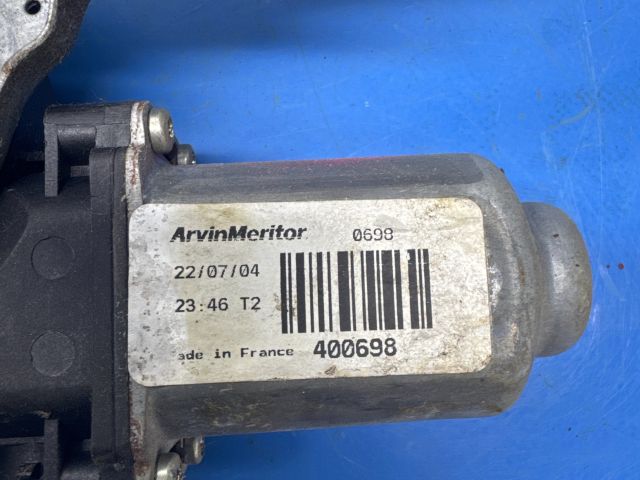 ArvinMeritor 0698
22/07/04
23:46 T2
ade in France 400698